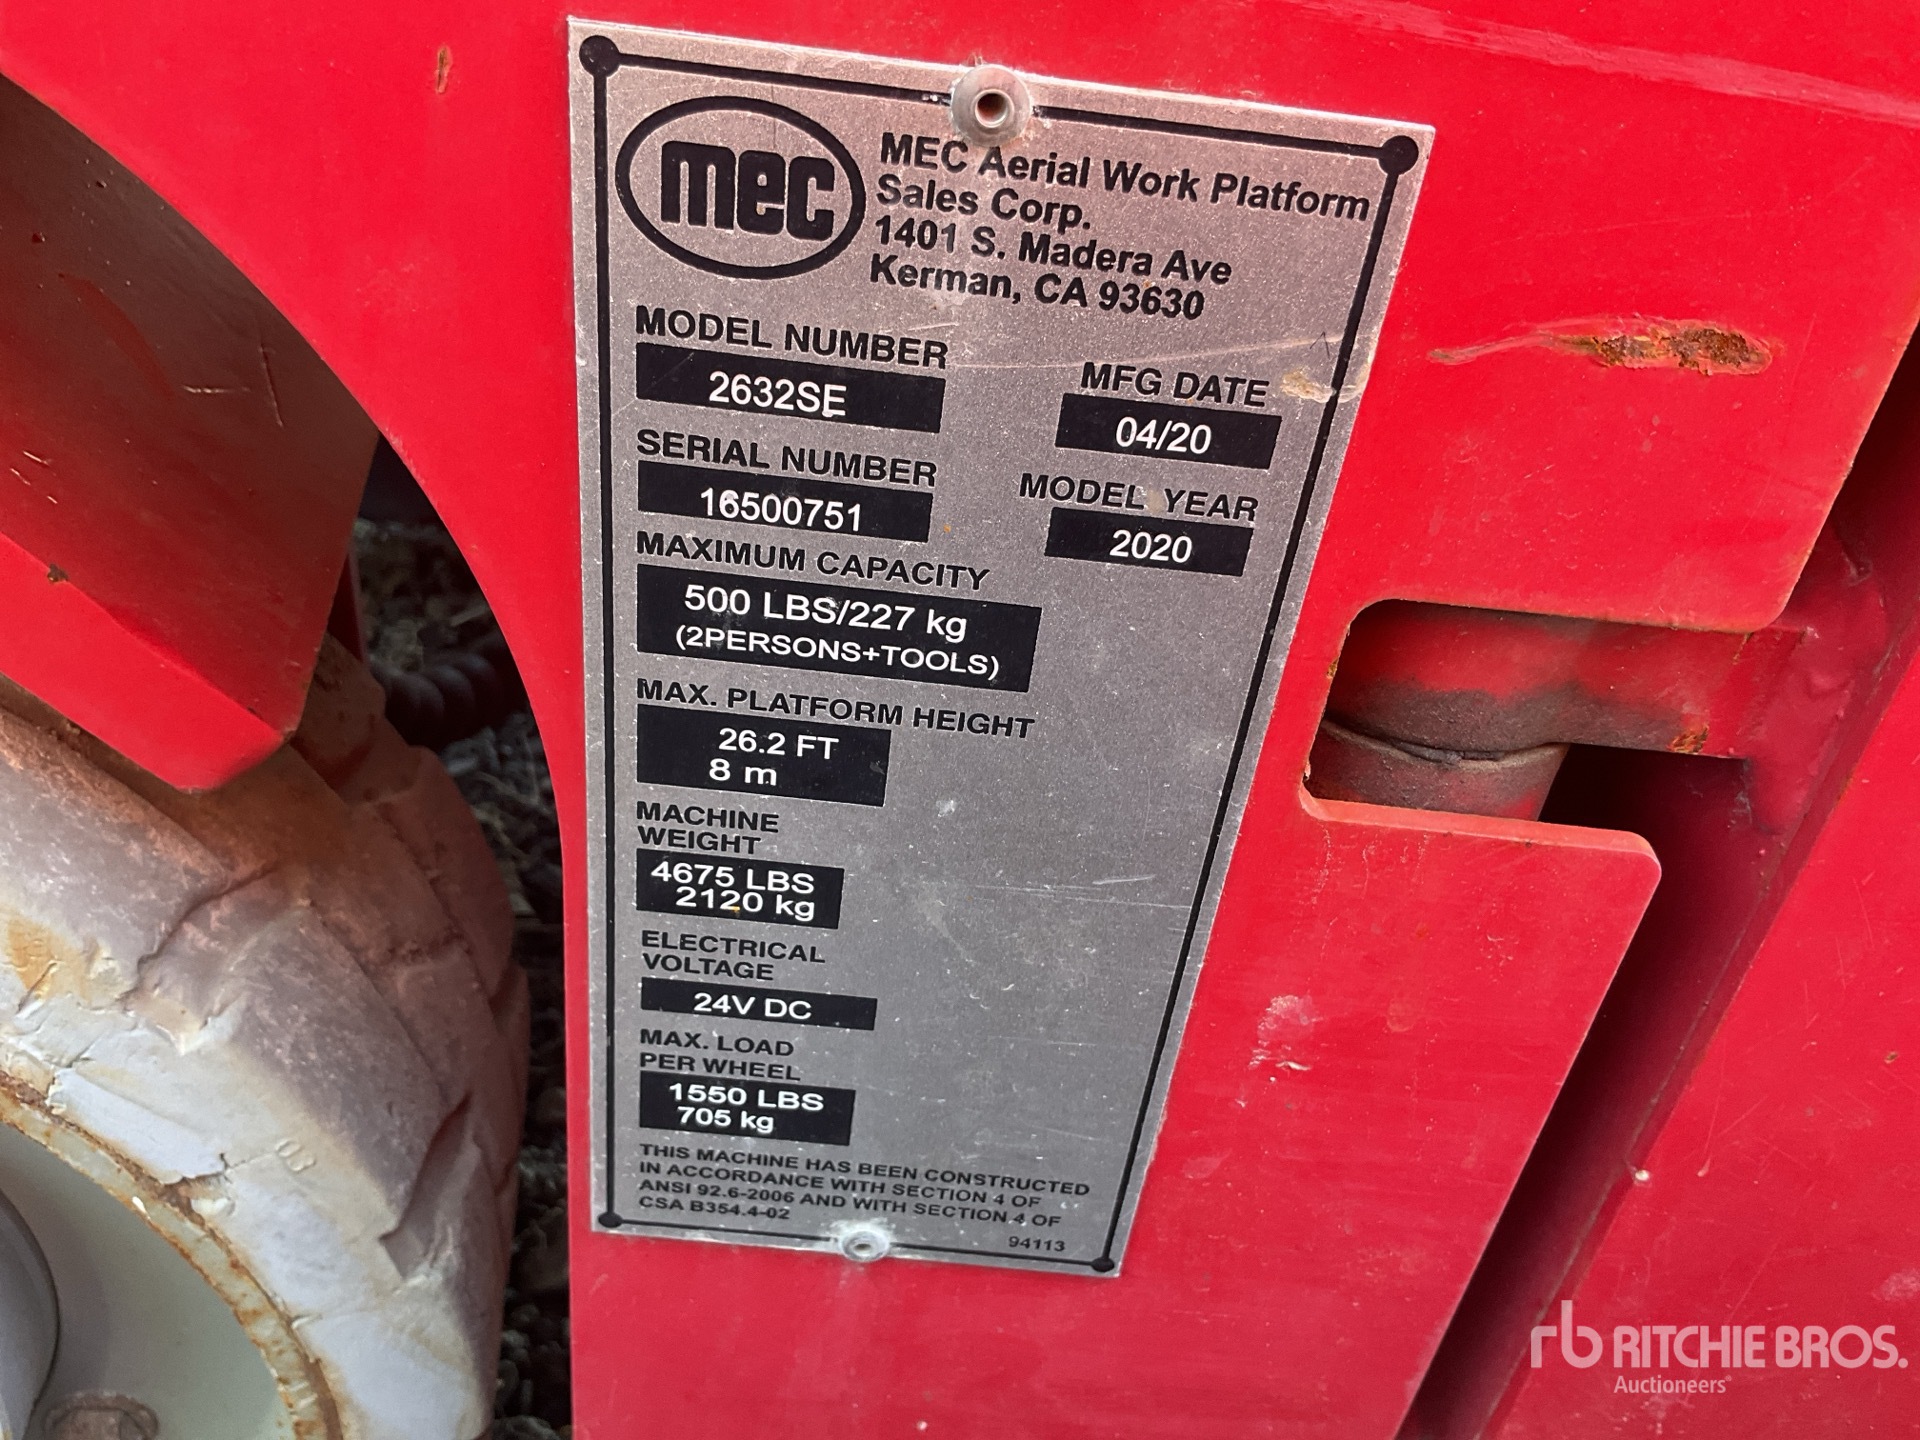 mec
MEC Aerial Work Platform
Sales Corp.
1401 S. Madera Ave
Kerman, CA 93630
MODEL NUMBER
2632SE
MFG DATE
04/20
SERIAL NUMBER
16500751
MODEL YEAR
2020
MAXIMUM CAPACITY
500 LBS/227 kg
(2PERSONS+TOOLS)
MAX. PLATFORM HEIGHT
26.2 FT
8 m
MACHINE
WEIGHT
4675 LBS
2120 kg
ELECTRICAL
VOLTAGE
24V DC
MAX. LOAD
PER WHEEL
1550 LBS
705 kg
THIS MACHINE HAS BEEN CONSTRUCTED
IN ACCORDANCE WITH SECTION 4 OF
ANSI 92.6-2006 AND WITH SECTION 4 OF
CSA B354.4-02
94113
03
rb RITCHIE BROS.
Auctioneers